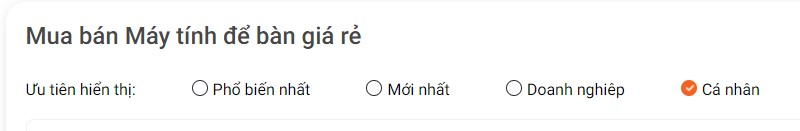 Mua bán Máy tính để bàn giá rẻ
Ưu tiên hiển thị: Phổ biến nhất Mới nhất Doanh nghiêp Cá nhân